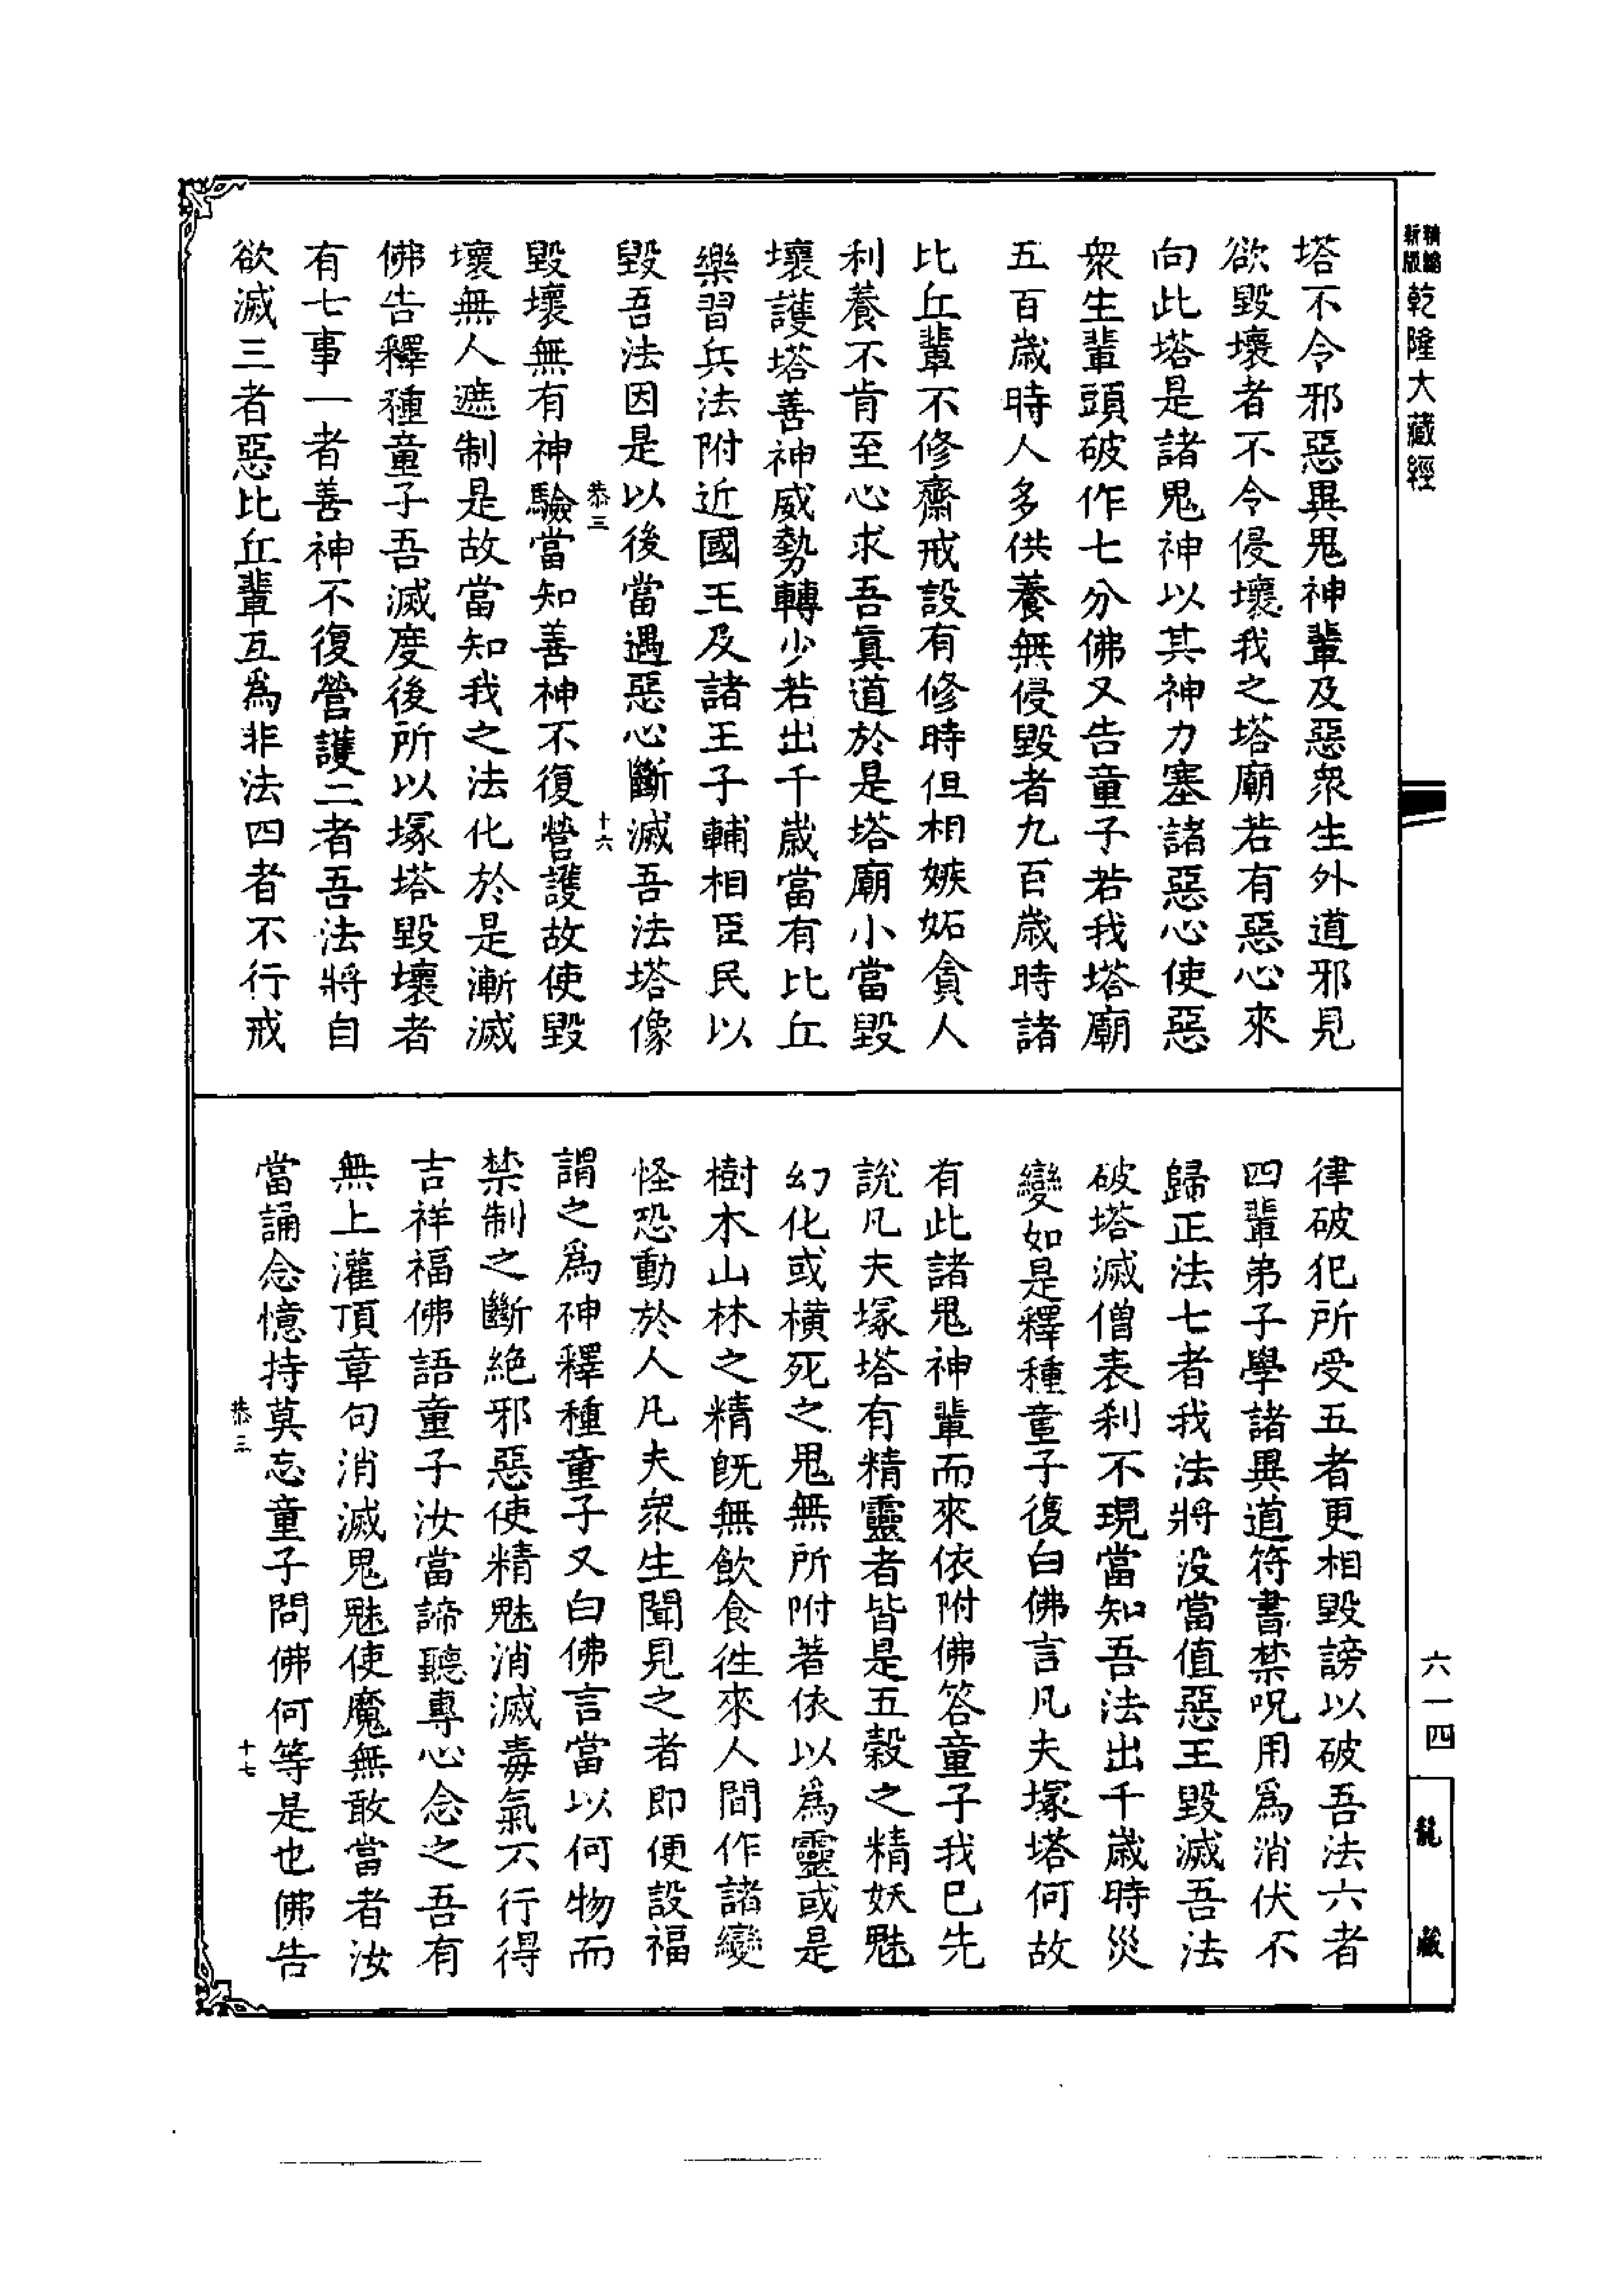 新版
精縮
乾隆大藏經
塔不令邪惡異鬼神輩及惡衆生外道邪見
欲毀壞者不令侵壞我之塔廟若有惡心來
向此塔是諸鬼神以其神力塞諸惡心使惡
衆生輩頭破作七分佛又告童子若我塔廟
五百歲時人多供養無侵毀者九百歲時諸
比丘輩不修齋戒設有修時但相嫉妬貪人
利養不肯至心求吾眞道於是塔廟小當毀
壞護塔善神威勢轉少若出千歲當有比丘
樂習兵法附近國王及諸王子輔相臣民以
毀吾法因是以後當遇惡心斷滅吾法塔像
恭三
十六
毀壞無有神驗當知善神不復營護故使毀
壞無人遮制是故當知我之法化於是漸滅
佛告釋種童子吾滅度後所以塚塔毀壞者
有七事一者善神不復營護二者吾法將自
欲滅三者惡比丘輩互爲非法四者不行戒
律破犯所受五者更相毀謗以破吾法六者
四輩弟子學諸異道符書禁呪用爲消伏不
歸正法七者我法將沒當值惡王毀滅吾法
破塔滅僧表刹不現當知吾法出千歲時災
變如是釋種童子復白佛言凡夫塚塔何故
有此諸鬼神輩而來依附佛答童子我已先
說凡夫塚塔有精靈者皆是五穀之精妖魅
幻化或橫死之鬼無所附著依以爲靈或是
樹木山林之精旣無飲食徃來人間作諸變
怪恐動於人凡夫衆生聞見之者即便設福
謂之爲神釋種童子又白佛言當以何物而
禁制之斷絶邪惡使精魅消滅毒氣不行得
吉祥福佛語童子汝當諦聽專心念之吾有
無上灌頂章句消滅鬼魅使魔無敢當者汝
當誦念憶持莫忘童子問佛何等是也佛告
恭三
十七
六一四
龍藏